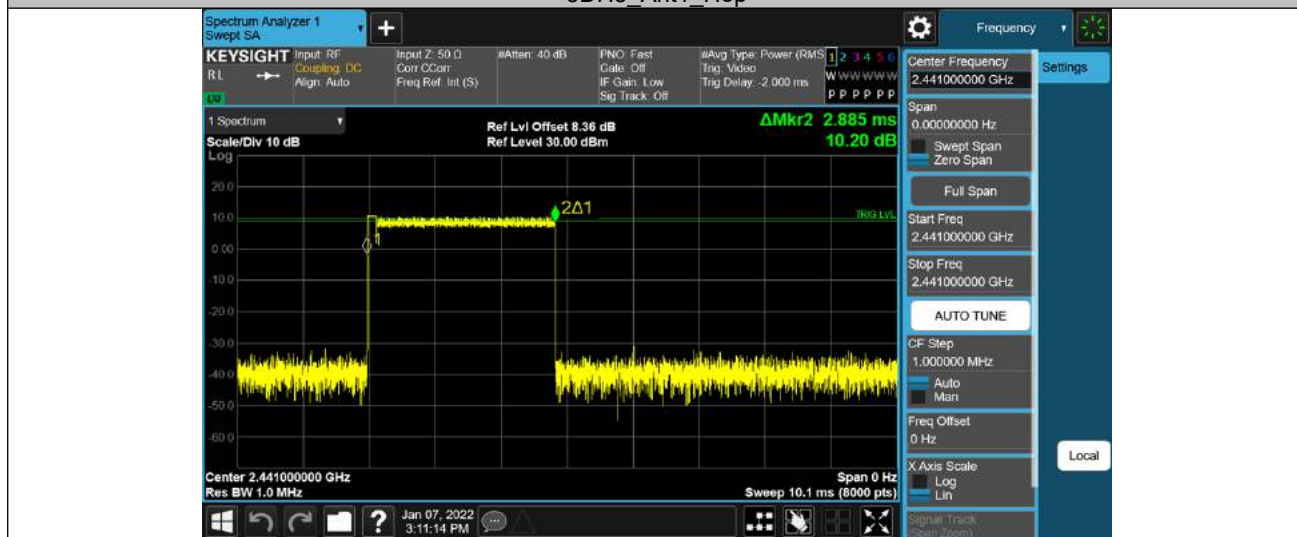 Spectrum Analyzer 1
Swept SA
+
Frequency
KEYSIGHT
RL
Input: RF
Coupling: DC
Align: Auto
Input Z: 50 Ω
Corr CCorr
Freq Ref: Int (S)
#Atten: 40 dB
PNO: Fast
Gate: Off
IF Gain: Low
Sig Track: Off
#Avg Type: Power (RMS
Trig: Video
Trig Delay: -2.000 ms
1 2 3 4 5 6
W W W W W W
P P P P P P
Center Frequency
2.441000000 GHz
Settings
Span
0.00000000 Hz
Swept Span
Zero Span
Full Span
Start Freq
2.441000000 GHz
Stop Freq
2.441000000 GHz
AUTO TUNE
CF Step
1.000000 MHz
Auto
Man
Freq Offset
0 Hz
X Axis Scale
Log
Lin
Signal Track
(Span Zoom)
Local
1 Spectrum
Scale/Div 10 dB
Log
Ref Lvl Offset 8.36 dB
Ref Level 30.00 dBm
ΔMkr2 2.885 ms
10.20 dB
20.0
10.0
0.00
-10.0
-20.0
-30.0
-40.0
-50.0
-60.0
2Δ1
1
TRIG LVL
Center 2.441000000 GHz
Res BW 1.0 MHz
Span 0 Hz
Sweep 10.1 ms (8000 pts)
?
Jan 07, 2022
3:11:14 PM